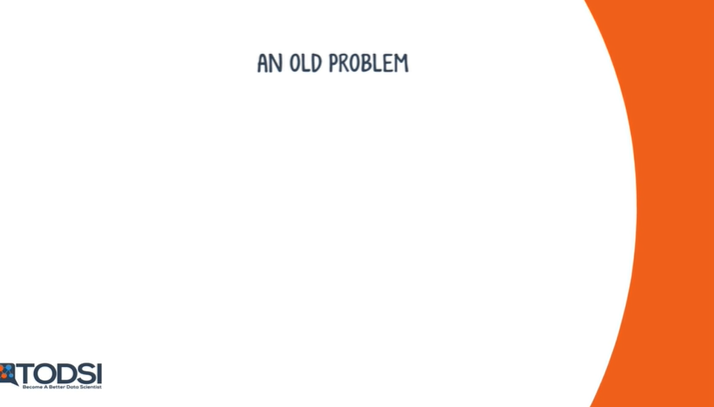 AN OLD PROBLEM
TODSI
Become A Better Data Scientist